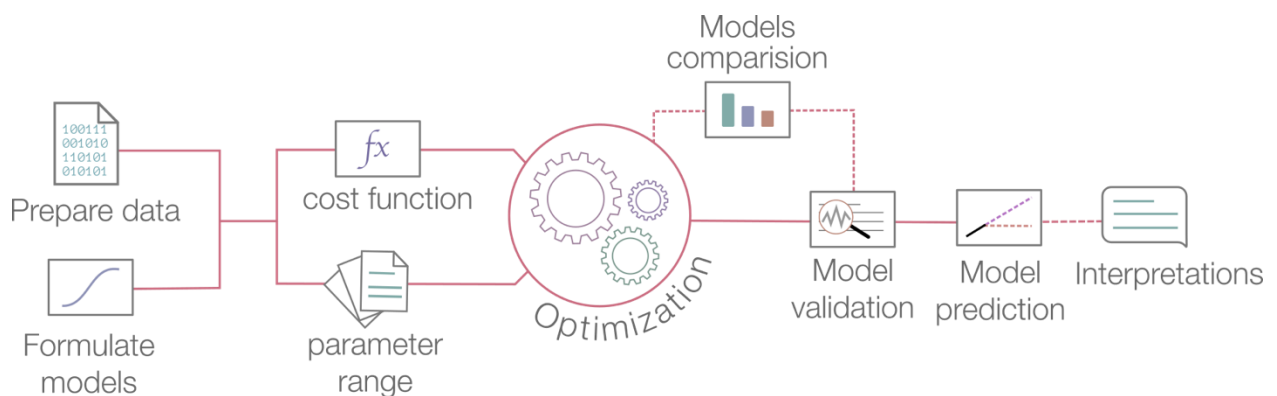 Models
comparision
100111
001010
110101
010101
Prepare data
fx
cost function
Formulate
models
parameter
range
Optimization
Model
validation
Model
prediction
Interpretations